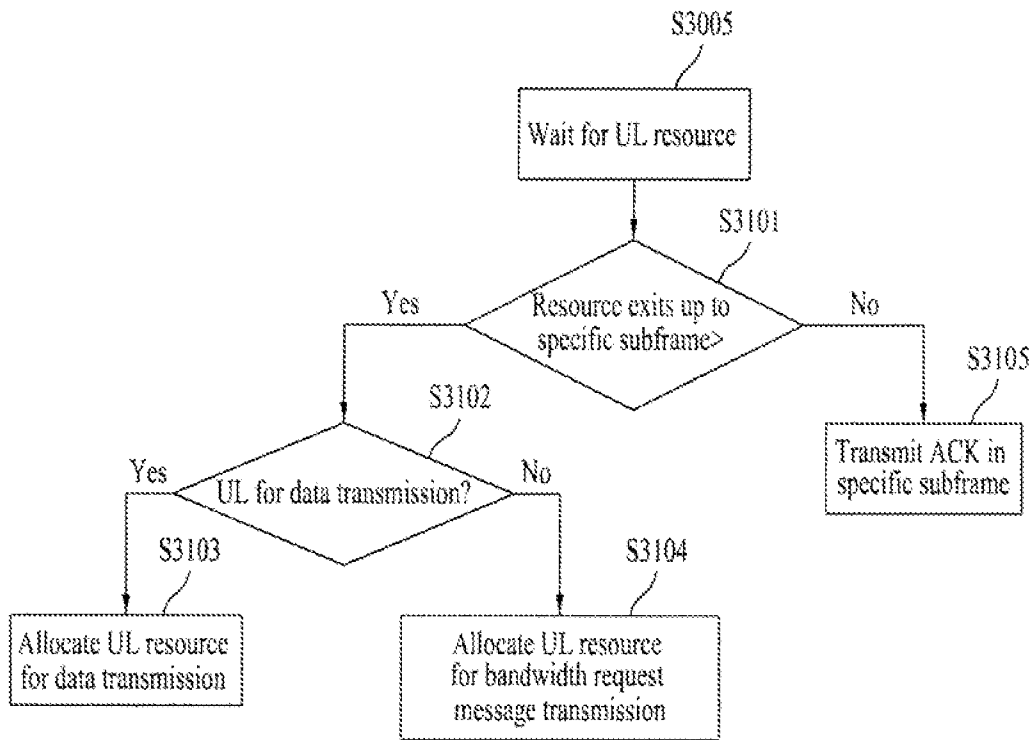 S3005
Wait for UL resource
S3101
Yes
Resource exits up to
specific subframe>
No
S3105
Transmit ACK in
specific subframe
S3102
Yes
UL for data transmission?
No
S3103
Allocate UL resource
for data transmission
S3104
Allocate UL resource
for bandwidth request
message transmission